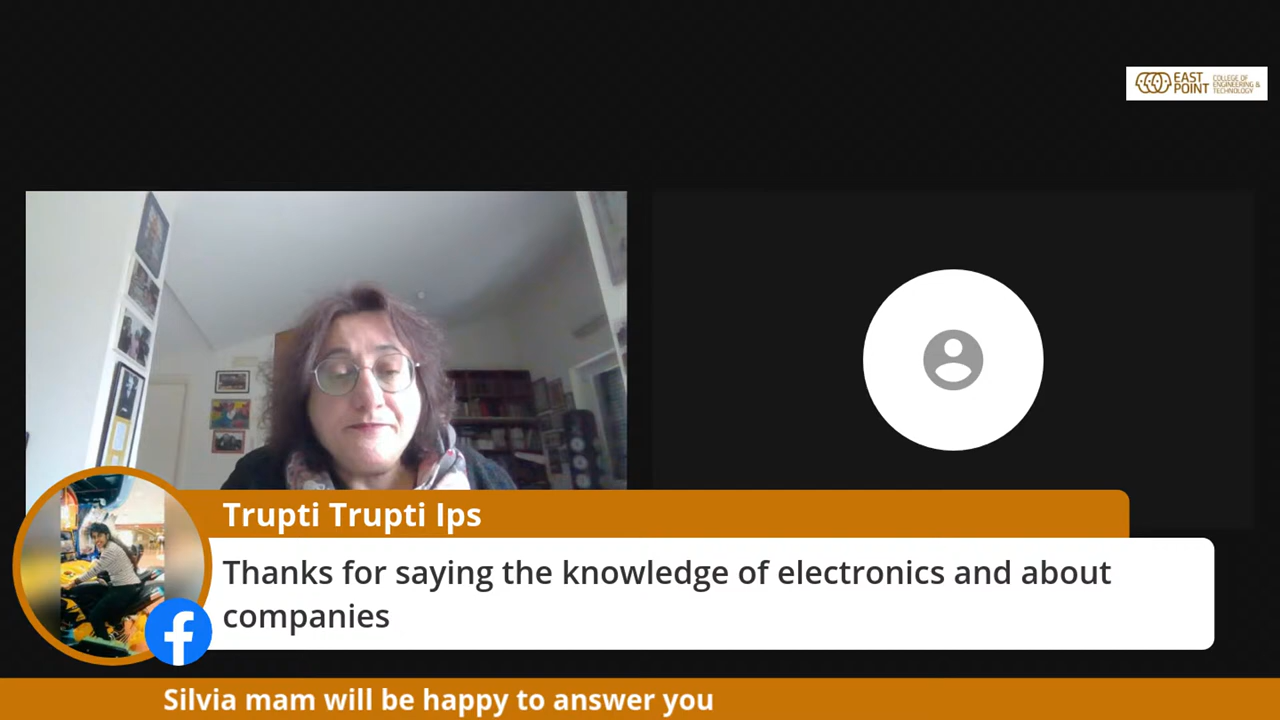 EAST
POINT
COLLEGE OF
ENGINEERING &
TECHNOLOGY
Trupti Trupti Ips
Thanks for saying the knowledge of electronics and about
companies
Silvia mam will be happy to answer you